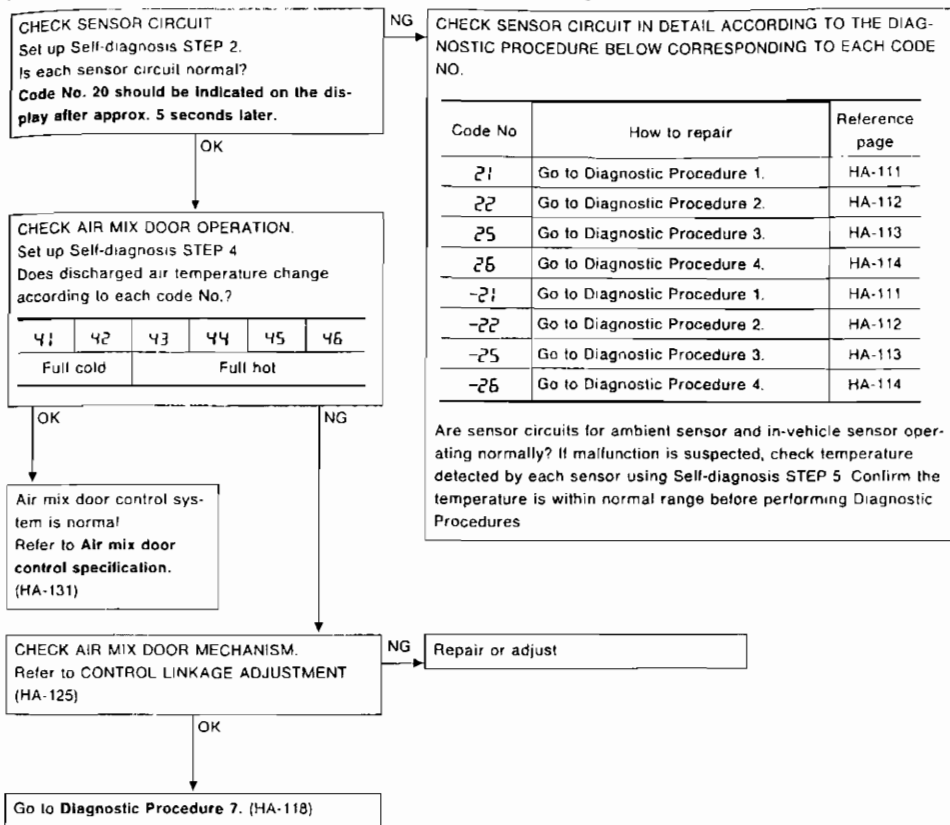 CHECK SENSOR CIRCUIT
Set up Self-diagnosis STEP 2.
Is each sensor circuit normal?
Code No. 20 should be indicated on the dis-
play after approx. 5 seconds later.
NG
OK
CHECK SENSOR CIRCUIT IN DETAIL ACCORDING TO THE DIAG-
NOSTIC PROCEDURE BELOW CORRESPONDING TO EACH CODE
NO.
Code No How to repair Reference page
21 Go to Diagnostic Procedure 1. HA-111
22 Go to Diagnostic Procedure 2. HA-112
25 Go to Diagnostic Procedure 3. HA-113
26 Go to Diagnostic Procedure 4. HA-114
-21 Go to Diagnostic Procedure 1. HA-111
-22 Go to Diagnostic Procedure 2. HA-112
-25 Go to Diagnostic Procedure 3. HA-113
-26 Go to Diagnostic Procedure 4. HA-114
Are sensor circuits for ambient sensor and in-vehicle sensor oper-
ating normally? If malfunction is suspected, check temperature
detected by each sensor using Self-diagnosis STEP 5 Confirm the
temperature is within normal range before performing Diagnostic
Procedures
CHECK AIR MIX DOOR OPERATION.
Set up Self-diagnosis STEP 4
Does discharged air temperature change
according to each code No.?
41 42 43 44 45 46
Full cold Full hot
OK
NG
Air mix door control sys-
tem is normal
Refer to Air mix door
control specification.
(HA-131)
CHECK AIR MIX DOOR MECHANISM.
Refer to CONTROL LINKAGE ADJUSTMENT
(HA-125)
NG
Repair or adjust
OK
Go to Diagnostic Procedure 7. (HA-118)